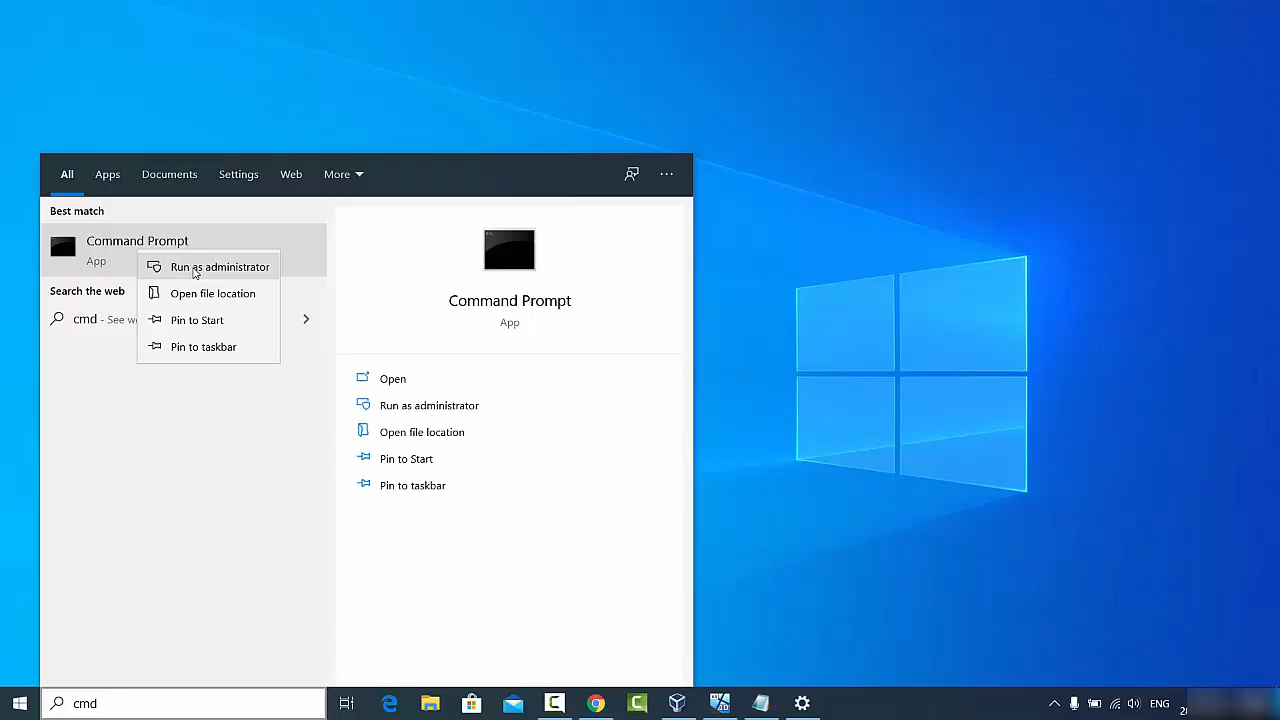 All Apps Documents Settings Web More
Best match
Command Prompt
App
Run as administrator
Search the web
Open file location
cmd - See
Pin to Start
Pin to taskbar
Command Prompt
App
Open
Run as administrator
Open file location
Pin to Start
Pin to taskbar
cmd
ENG